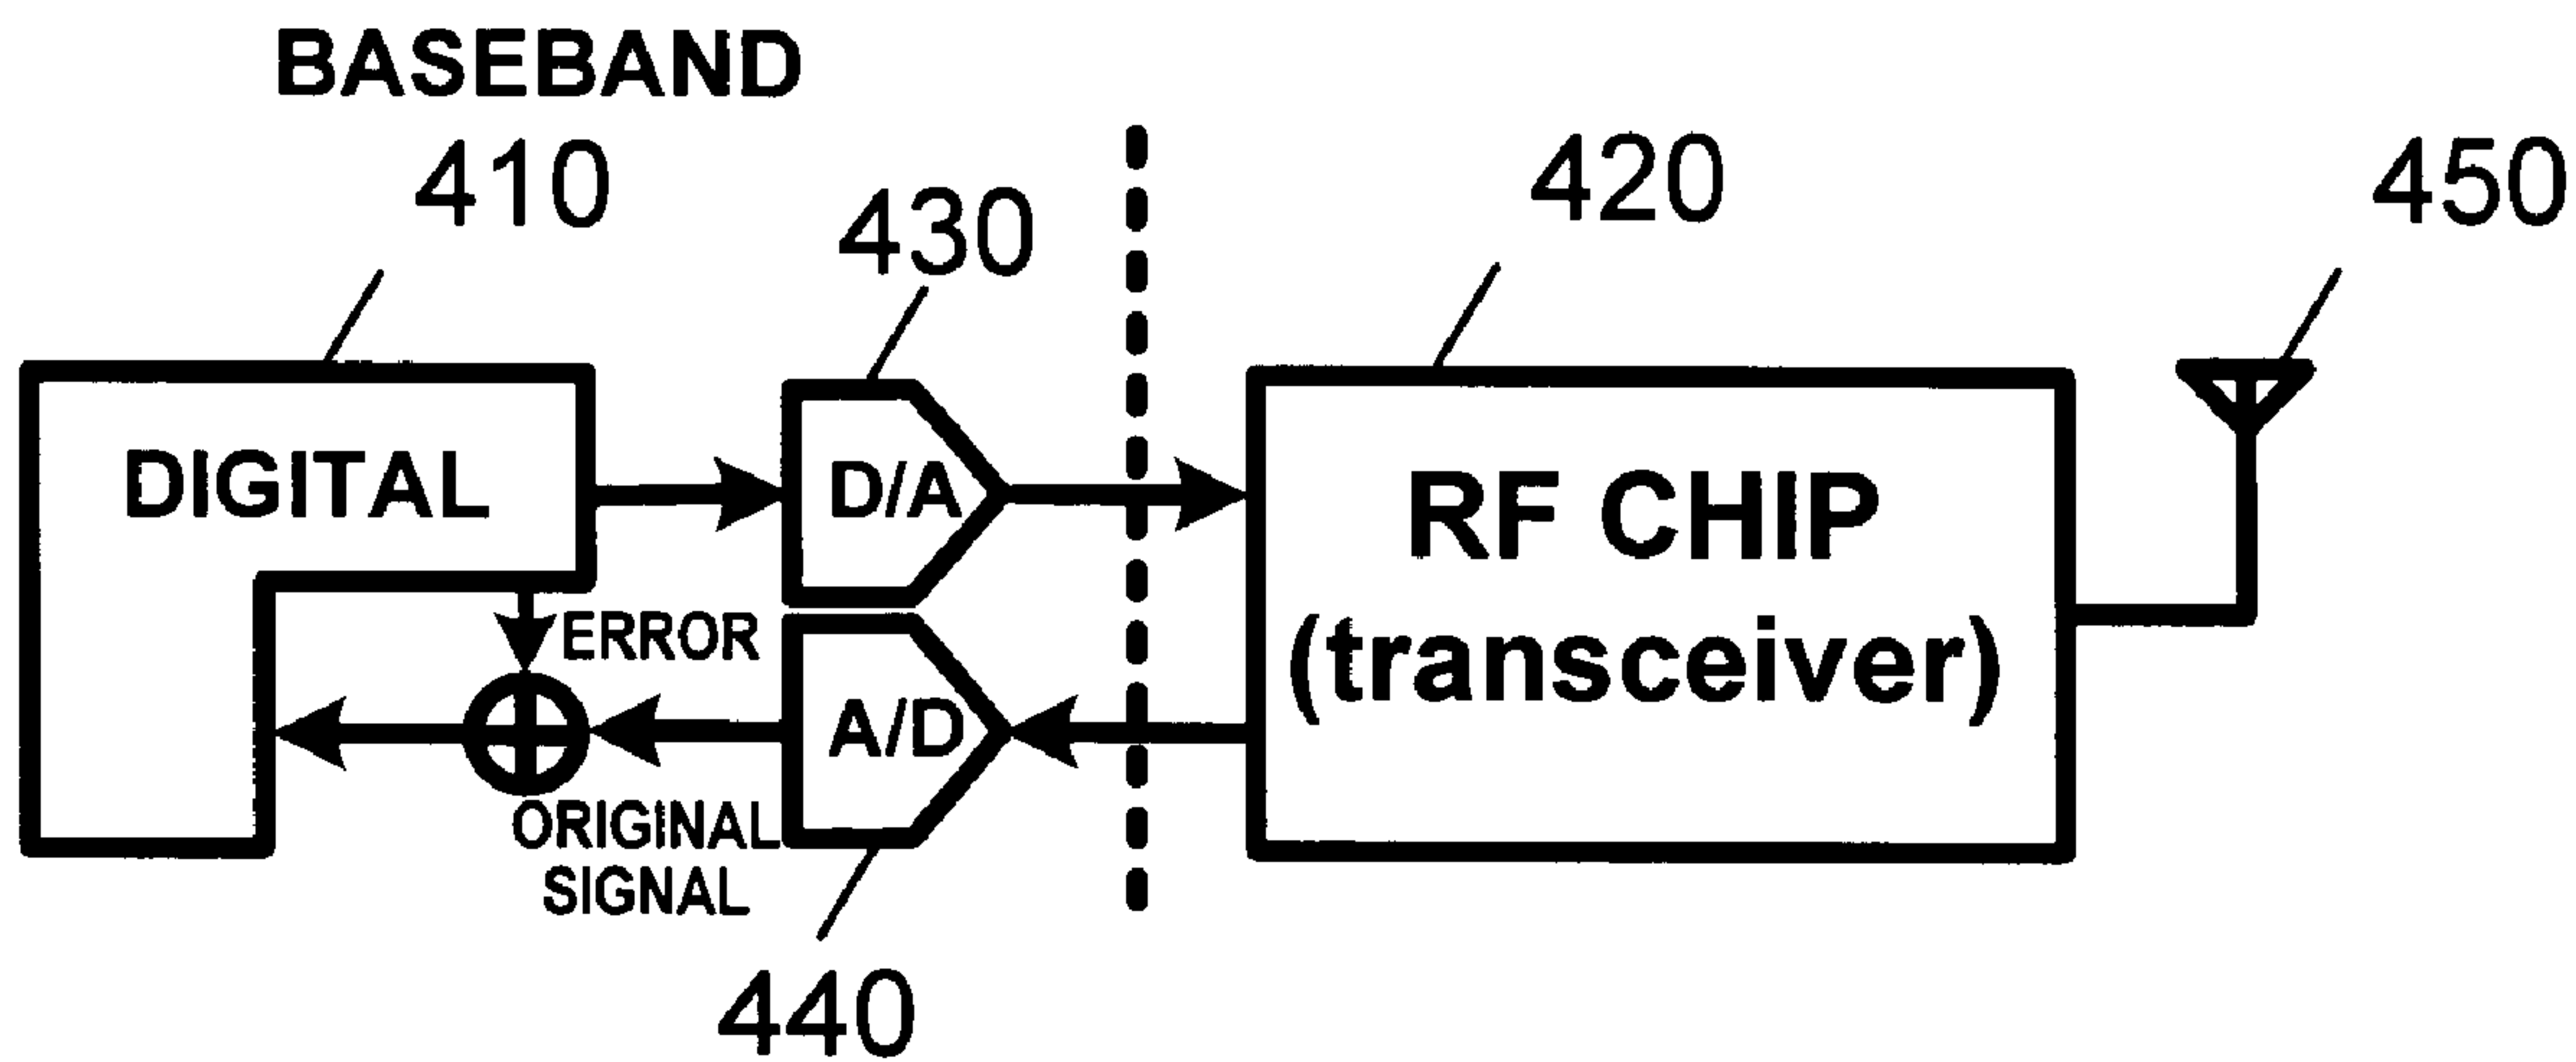 BASEBAND
410
430
420
450
DIGITAL
D/A
RF CHIP
(transceiver)
ERROR
A/D
ORIGINAL
SIGNAL
440